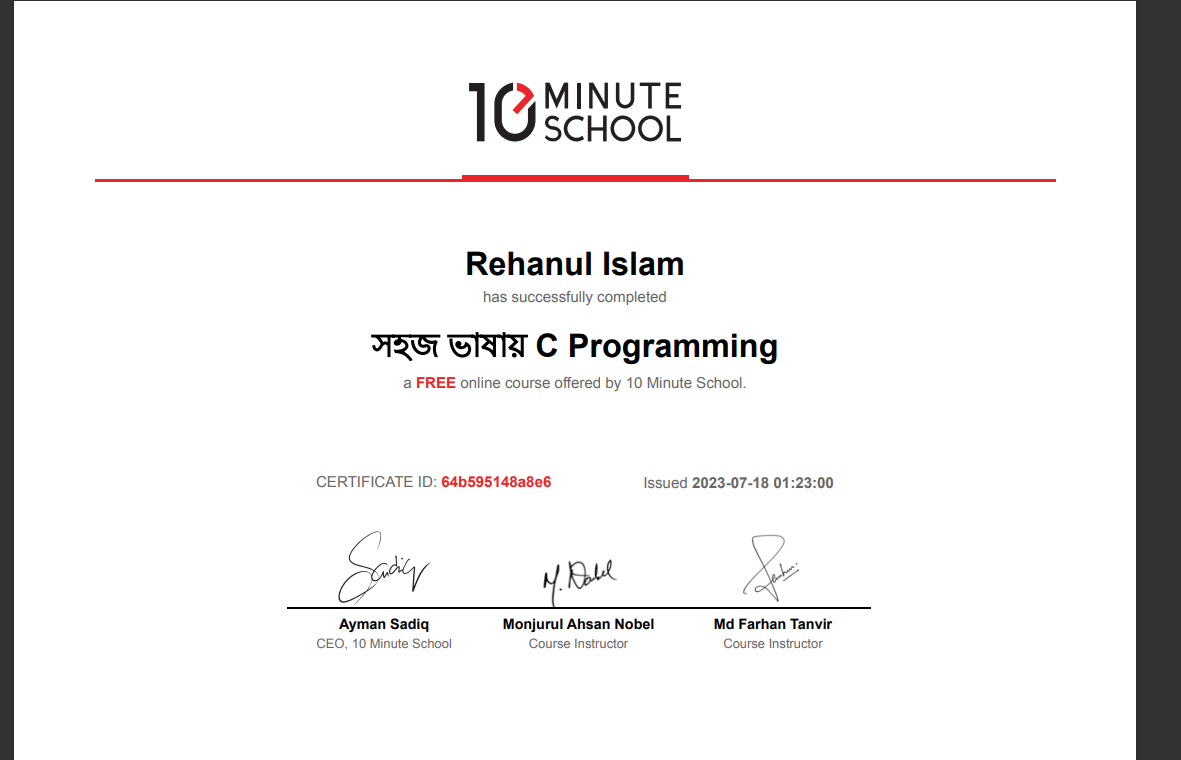 10 MINUTE
SCHOOL
Rehanul Islam
has successfully completed
সহজ ভাষায় C Programming
a FREE online course offered by 10 Minute School.
CERTIFICATE ID: 64b595148a8e6 Issued 2023-07-18 01:23:00
Sadiq M. Nobel
Ayman Sadiq Monjurul Ahsan Nobel Md Farhan Tanvir
CEO, 10 Minute School Course Instructor Course Instructor